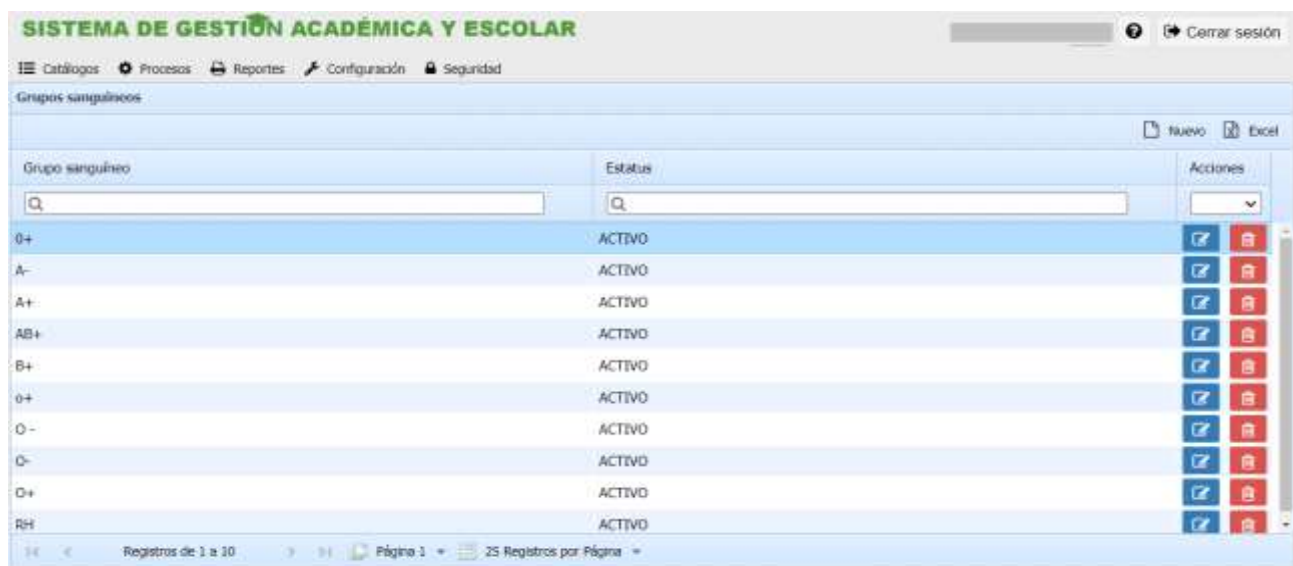 SISTEMA DE GESTIÓN ACADÉMICA Y ESCOLAR
Cerrar sesión
Catálogos Procesos Reportes Configuración Seguridad
Grupos sanguíneos
Nuevo Excel
Grupo sanguíneo Estatus Acciones
0+ ACTIVO
A- ACTIVO
A+ ACTIVO
AB+ ACTIVO
B+ ACTIVO
o+ ACTIVO
O - ACTIVO
O- ACTIVO
O+ ACTIVO
RH ACTIVO
Registros de 1 a 10 Página 1 25 Registros por Página